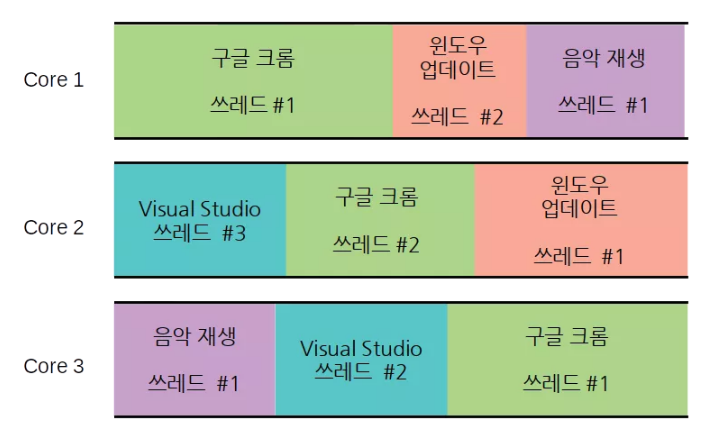 Core 1
구글 크롬
쓰레드 #1
윈도우
업데이트
쓰레드 #2
음악 재생
쓰레드 #1
Core 2
Visual Studio
쓰레드 #3
구글 크롬
쓰레드 #2
윈도우
업데이트
쓰레드 #1
Core 3
음악 재생
쓰레드 #1
Visual Studio
쓰레드 #2
구글 크롬
쓰레드 #1